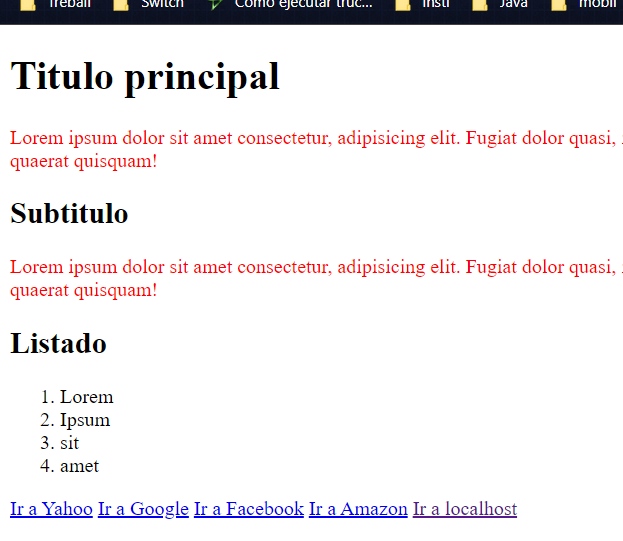 Treball Switch Como ejecutar truc... Insti Java mobil
Titulo principal
Lorem ipsum dolor sit amet consectetur, adipisicing elit. Fugiat dolor quasi,
quaerat quisquam!
Subtitulo
Lorem ipsum dolor sit amet consectetur, adipisicing elit. Fugiat dolor quasi,
quaerat quisquam!
Listado
1. Lorem
2. Ipsum
3. sit
4. amet
Ir a Yahoo Ir a Google Ir a Facebook Ir a Amazon Ir a localhost